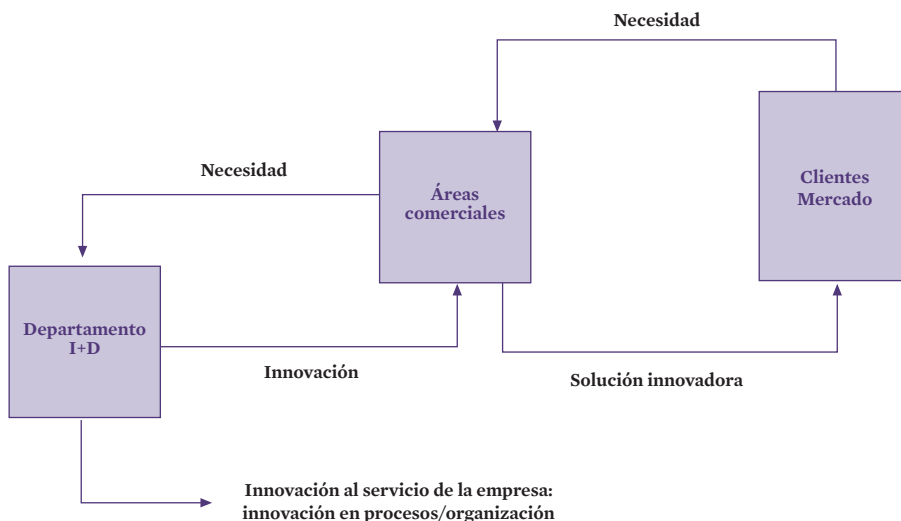 Necesidad
Necesidad
Áreas
comerciales
Clientes
Mercado
Departamento
I+D
Innovación
Solución innovadora
Innovación al servicio de la empresa:
innovación en procesos/organización